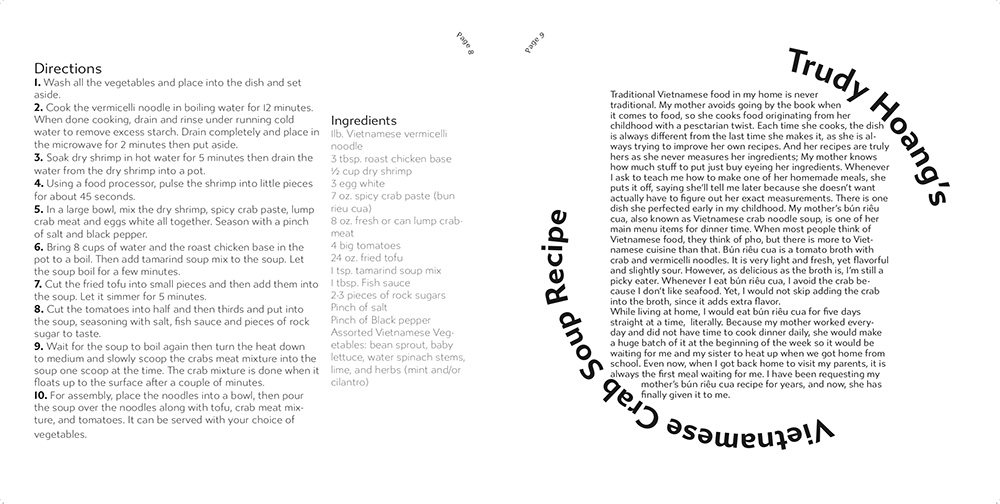 Page 8
Directions
1. Wash all the vegetables and place into the dish and set
aside.
2. Cook the vermicelli noodle in boiling water for 12 minutes.
When done cooking, drain and rinse under running cold
water to remove excess starch. Drain completely and place in
the microwave for 2 minutes then put aside.
3. Soak dry shrimp in hot water for 5 minutes then drain the
water from the dry shrimp into a pot.
4. Using a food processor, pulse the shrimp into little pieces
for about 45 seconds.
5. In a large bowl, mix the dry shrimp, spicy crab paste, lump
crab meat and eggs white all together. Season with a pinch
of salt and black pepper.
6. Bring 8 cups of water and the roast chicken base in the
pot to a boil. Then add tamarind soup mix to the soup. Let
the soup boil for a few minutes.
7. Cut the fried tofu into small pieces and then add them into
the soup. Let it simmer for 5 minutes.
8. Cut the tomatoes into half and then thirds and put into
the soup, seasoning with salt, fish sauce and pieces of rock
sugar to taste.
9. Wait for the soup to boil again then turn the heat down
to medium and slowly scoop the crabs meat mixture into the
soup one scoop at the time. The crab mixture is done when it
floats up to the surface after a couple of minutes.
10. For assembly, place the noodles into a bowl, then pour
the soup over the noodles along with tofu, crab meat mix-
ture, and tomatoes. It can be served with your choice of
vegetables.
Ingredients
1lb. Vietnamese vermicelli
noodle
3 tbsp. roast chicken base
½ cup dry shrimp
3 egg white
7 oz. spicy crab paste (bun
rieu cua)
8 oz. fresh or can lump crab-
meat
4 big tomatoes
24 oz. fried tofu
1 tsp. tamarind soup mix
1 tbsp. Fish sauce
2-3 pieces of rock sugars
Pinch of salt
Pinch of Black pepper
Assorted Vietnamese Veg-
etables: bean sprout, baby
lettuce, water spinach stems,
lime, and herbs (mint and/or
cilantro)
Page 9
Trudy Hoang's
Vietnamese Crab Soup Recipe
Traditional Vietnamese food in my home is never
traditional. My mother avoids going by the book when
it comes to food, so she cooks food originating from her
childhood with a pesctarian twist. Each time she cooks, the dish
is always different from the last time she makes it, as she is al-
ways trying to improve her own recipes. And her recipes are truly
hers as she never measures her ingredients; My mother knows
how much stuff to put just buy eyeing her ingredients. Whenever
I ask to teach me how to make one of her homemade meals, she
puts it off, saying she'll tell me later because she doesn't want
actually have to figure out her exact measurements. There is one
dish she perfected early in my childhood. My mother's bún riêu
cua, also known as Vietnamese crab noodle soup, is one of her
main menu items for dinner time. When most people think of
Vietnamese food, they think of pho, but there is more to Viet-
namese cuisine than that. Bún riêu cua is a tomato broth with
crab and vermicelli noodles. It is very light and fresh, yet flavorful
and slightly sour. However, as delicious as the broth is, I'm still a
picky eater. Whenever I eat bún riêu cua, I avoid the crab be-
cause I don't like seafood. Yet, I would not skip adding the crab
into the broth, since it adds extra flavor.
While living at home, I would eat bún riêu cua for five days
straight at a time, literally. Because my mother worked every-
day and did not have time to cook dinner daily, she would make
a huge batch of it at the beginning of the week so it would be
waiting for me and my sister to heat up when we got home from
school. Even now, when I got back home to visit my parents, it is
always the first meal waiting for me. I have been requesting my
mother's bún riêu cua recipe for years, and now, she has
finally given it to me.